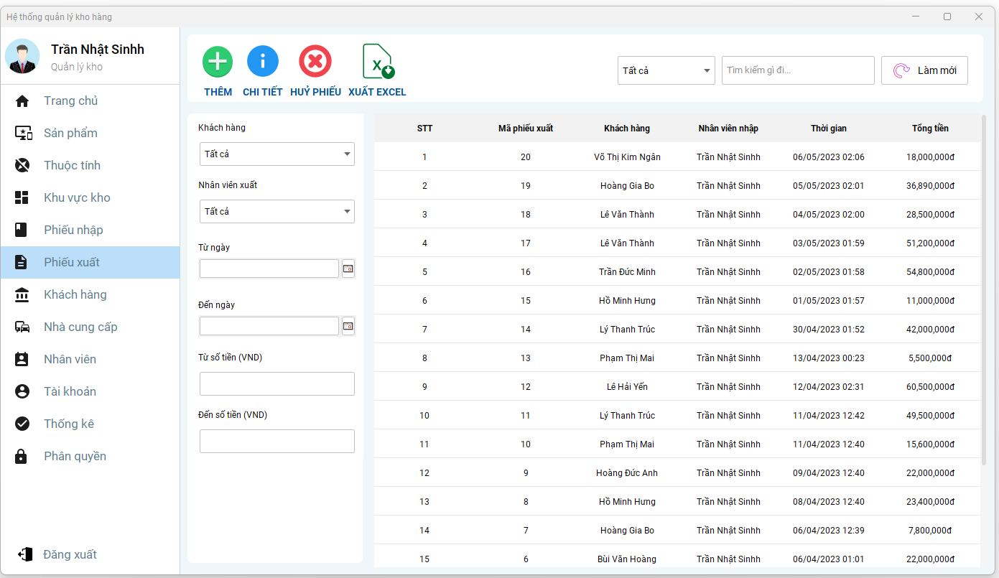 Hệ thống quản lý kho hàng
Trần Nhật Sinhh
Quản lý kho
Trang chủ
Sản phẩm
Thuộc tính
Khu vực kho
Phiếu nhập
Phiếu xuất
Khách hàng
Nhà cung cấp
Nhân viên
Tài khoản
Thống kê
Phân quyền
Đăng xuất
THÊM CHI TIẾT HUỶ PHIẾU XUẤT EXCEL
Tất cả Tìm kiếm gì đi... Làm mới
Khách hàng
Tất cả
Nhân viên xuất
Tất cả
Từ ngày
Đến ngày
Từ số tiền (VND)
Đến số tiền (VND)
STT Mã phiếu xuất Khách hàng Nhân viên nhập Thời gian Tổng tiền
1 20 Võ Thị Kim Ngân Trần Nhật Sinhh 06/05/2023 02:06 18,000,000đ
2 19 Hoàng Gia Bo Trần Nhật Sinhh 05/05/2023 02:01 36,890,000đ
3 18 Lê Văn Thành Trần Nhật Sinhh 04/05/2023 02:00 28,500,000đ
4 17 Lê Văn Thành Trần Nhật Sinhh 03/05/2023 01:59 51,200,000đ
5 16 Trần Đức Minh Trần Nhật Sinhh 02/05/2023 01:58 54,800,000đ
6 15 Hồ Minh Hưng Trần Nhật Sinhh 01/05/2023 01:57 11,000,000đ
7 14 Lý Thanh Trúc Trần Nhật Sinhh 30/04/2023 01:52 42,000,000đ
8 13 Phạm Thị Mai Trần Nhật Sinhh 13/04/2023 00:23 5,500,000đ
9 12 Lê Hải Yến Trần Nhật Sinhh 12/04/2023 02:31 60,500,000đ
10 11 Lý Thanh Trúc Trần Nhật Sinhh 11/04/2023 12:42 49,500,000đ
11 10 Phạm Thị Mai Trần Nhật Sinhh 11/04/2023 12:40 15,600,000đ
12 9 Hoàng Đức Anh Trần Nhật Sinhh 09/04/2023 12:40 22,000,000đ
13 8 Hồ Minh Hưng Trần Nhật Sinhh 08/04/2023 12:40 23,400,000đ
14 7 Hoàng Gia Bo Trần Nhật Sinhh 06/04/2023 12:39 7,800,000đ
15 6 Bùi Văn Hoàng Trần Nhật Sinhh 06/04/2023 01:01 22,000,000đ